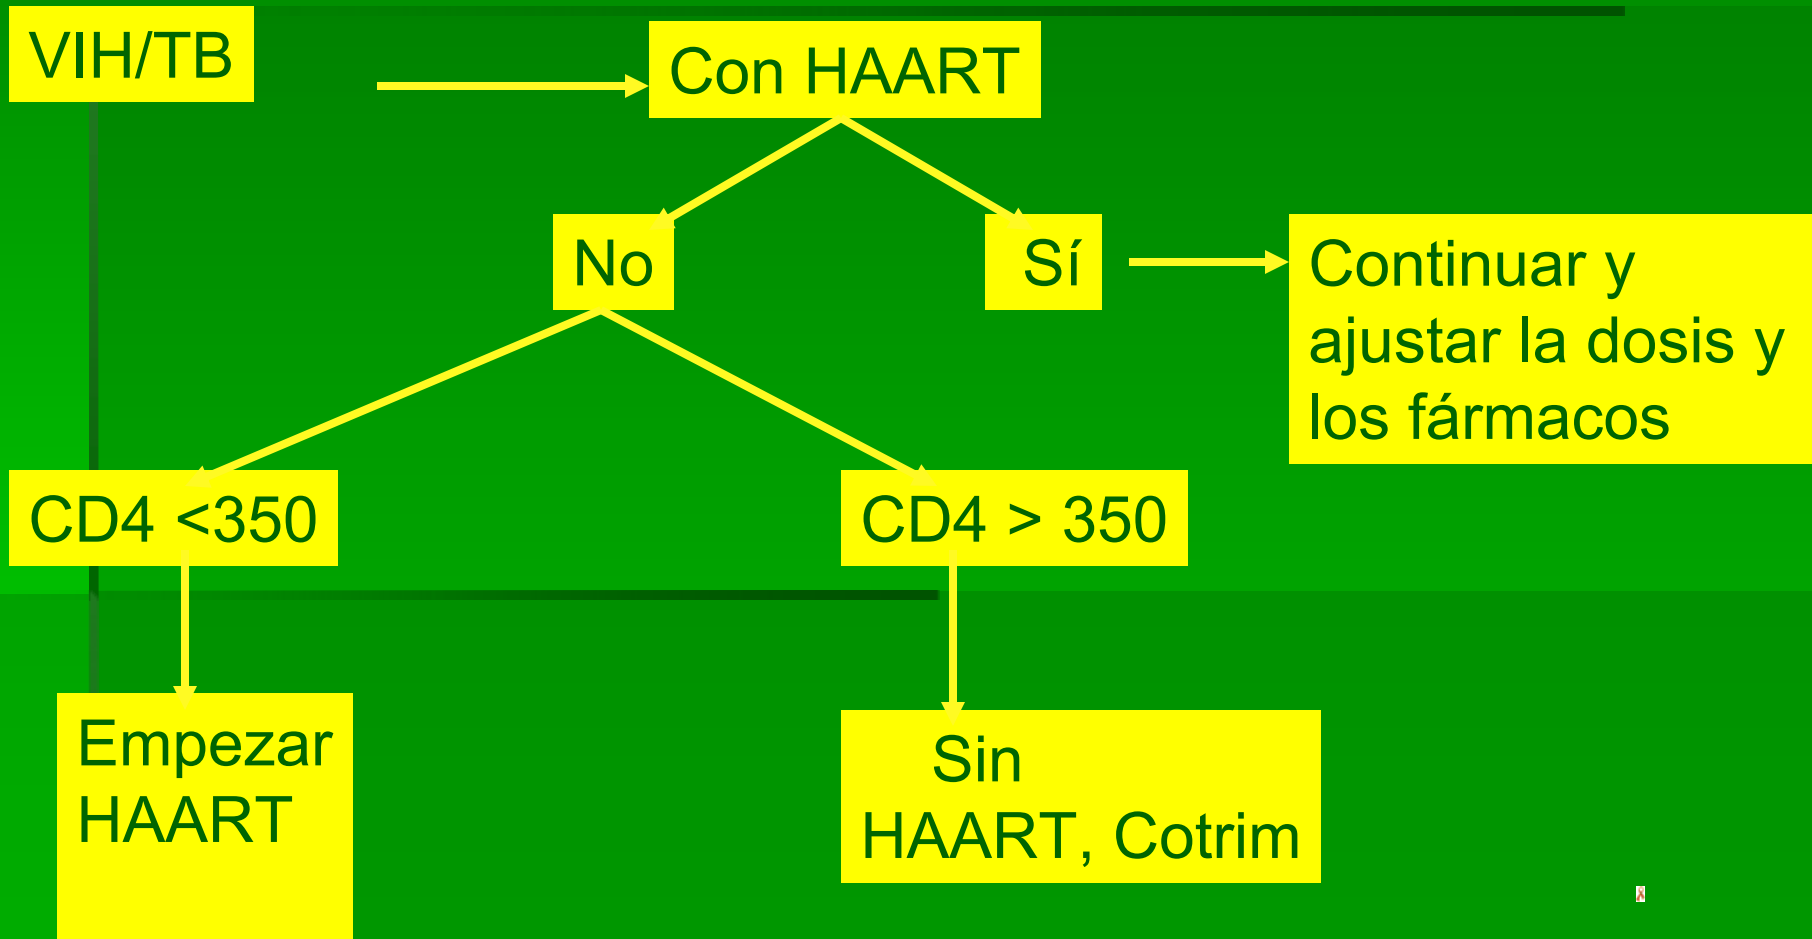 VIH/TB
Con HAART
No
Sí
Continuar y
ajustar la dosis y
los fármacos
CD4 <350
CD4 > 350
Empezar
HAART
Sin
HAART, Cotrim